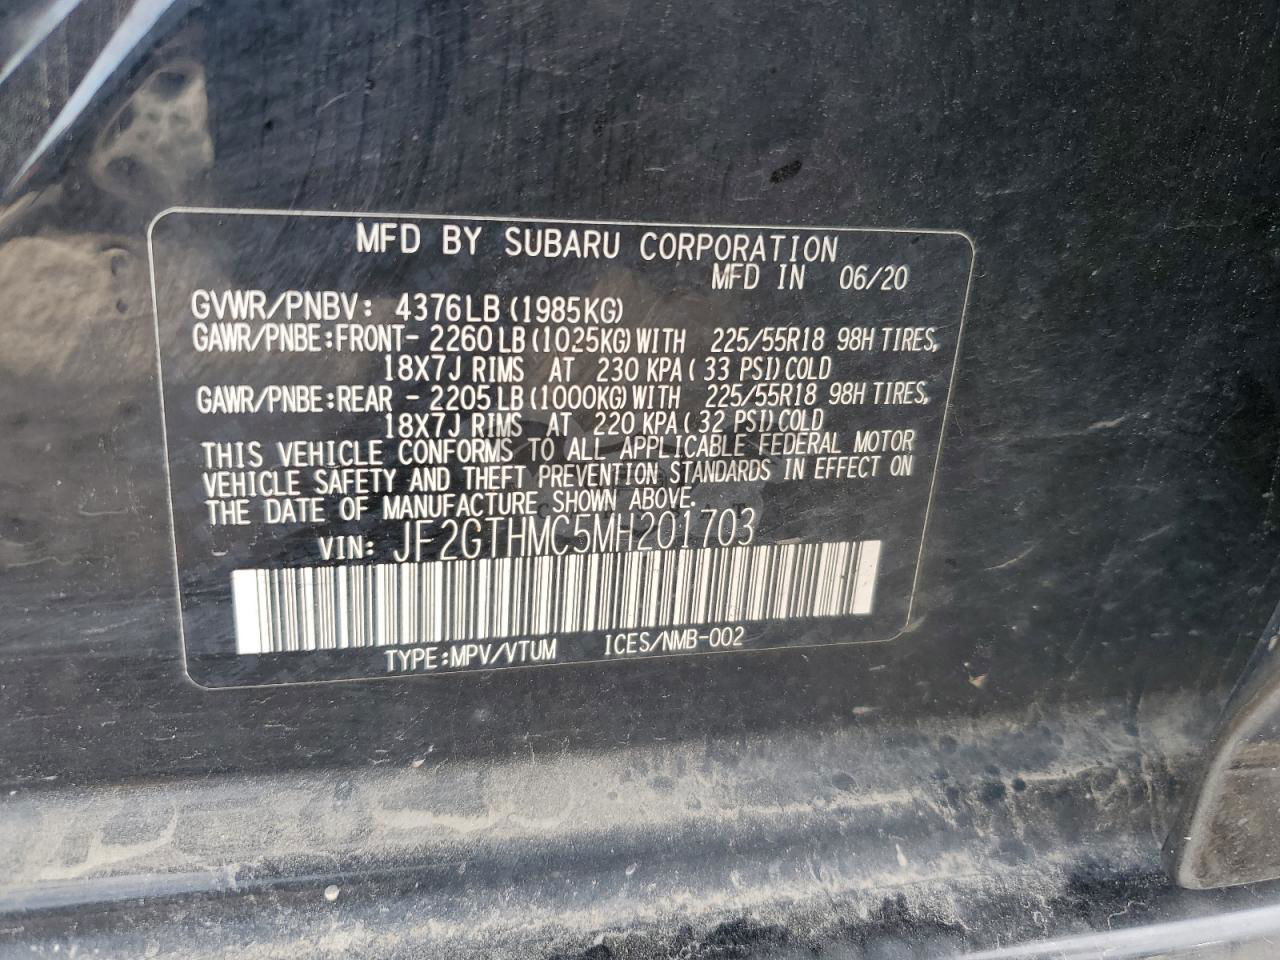 MFD BY SUBARU CORPORATION
MFD IN 06/20
GVWR/PNBV: 4376LB (1985KG)
GAWR/PNBE:FRONT- 2260LB(1025KG)WITH 225/55R18 98H TIRES,
18X7J RIMS AT 230 KPA( 33 PSI)COLD
GAWR/PNBE:REAR - 2205LB(1000KG)WITH 225/55R18 98H TIRES,
18X7J RIMS AT 220 KPA( 32 PSI)COLD
THIS VEHICLE CONFORMS TO ALL APPLICABLE FEDERAL MOTOR
VEHICLE SAFETY AND THEFT PREVENTION STANDARDS IN EFFECT ON
THE DATE OF MANUFACTURE SHOWN ABOVE.
VIN: JF2GTHMC5MH201703
TYPE:MPV/VTUM ICES/NMB-002